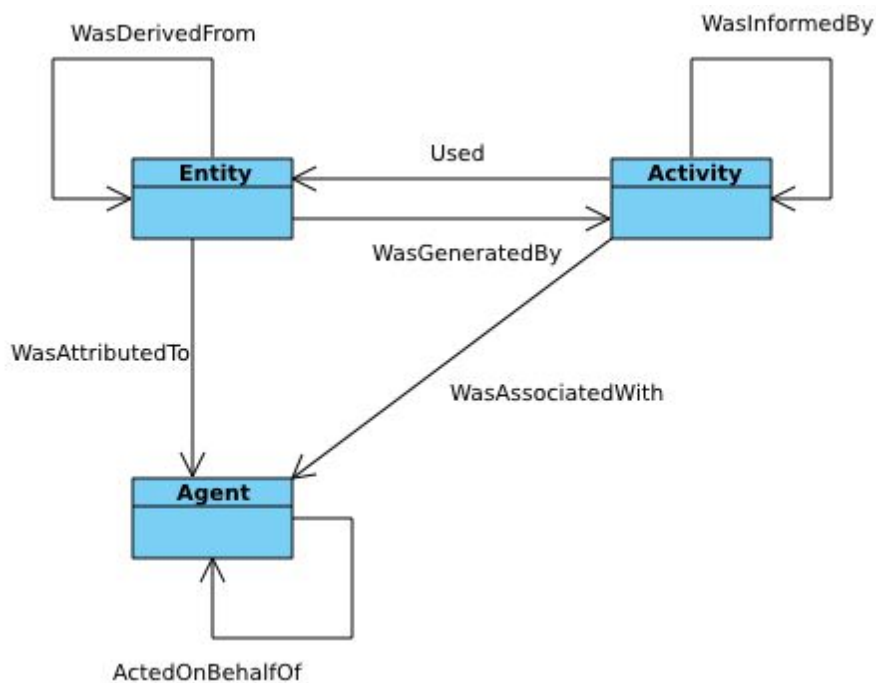 WasDerivedFrom
WasInformedBy
Used
Entity
Activity
WasGeneratedBy
WasAttributedTo
WasAssociatedWith
Agent
ActedOnBehalfOf